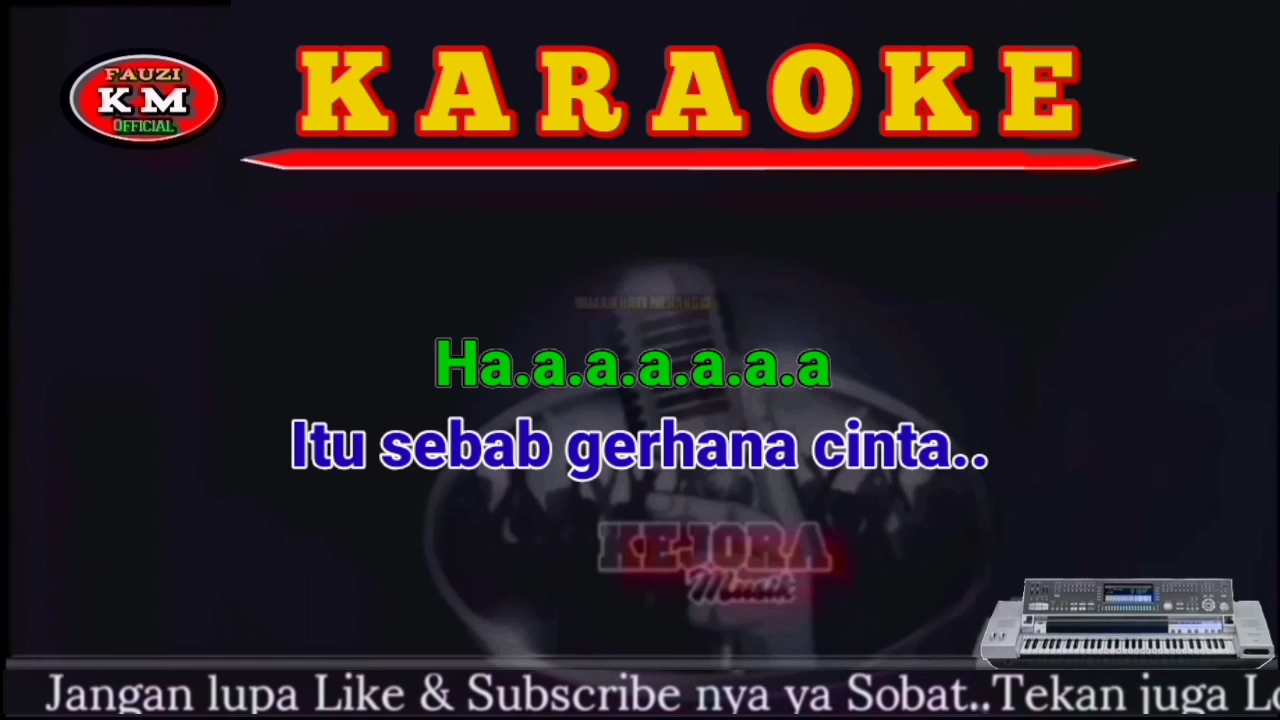 FAUZI
K M
OFFICIAL
KARAOKE
Ha.a.a.a.a.a.a
Itu sebab gerhana cinta..
KEJORA
Musik
Jangan lupa Like & Subscribe nya ya Sobat..Tekan juga Lo